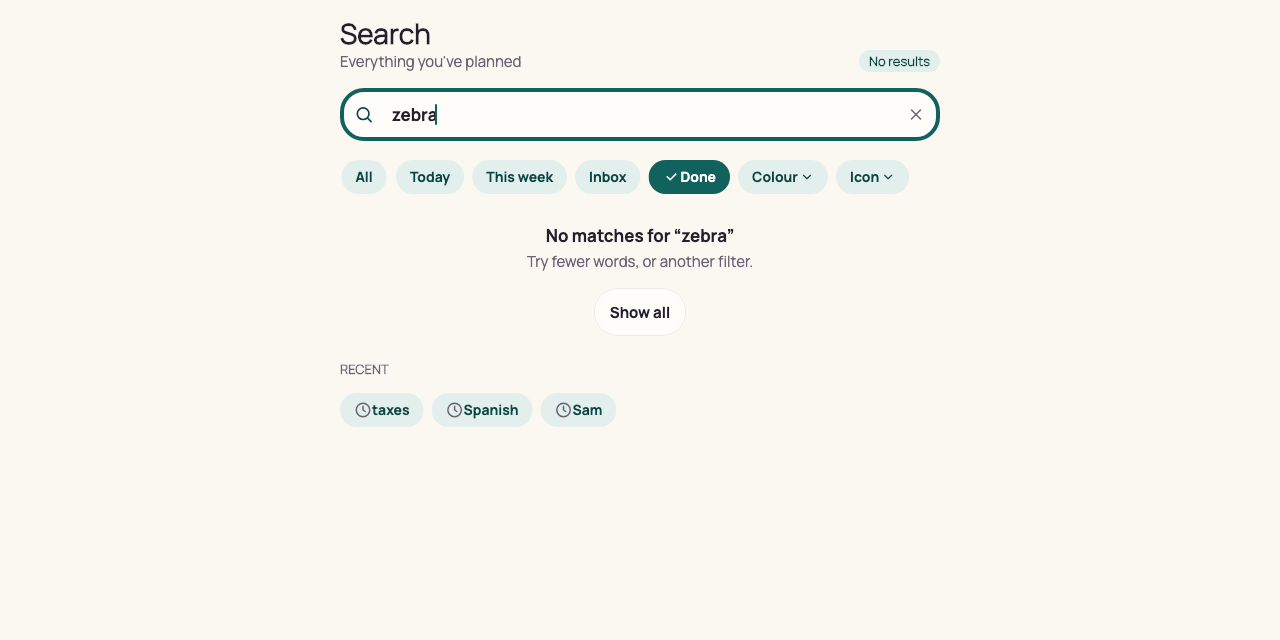 Search
Everything you've planned
No results
zebra
All Today This week Inbox Done Colour Icon
No matches for “zebra”
Try fewer words, or another filter.
Show all
RECENT
taxes Spanish Sam